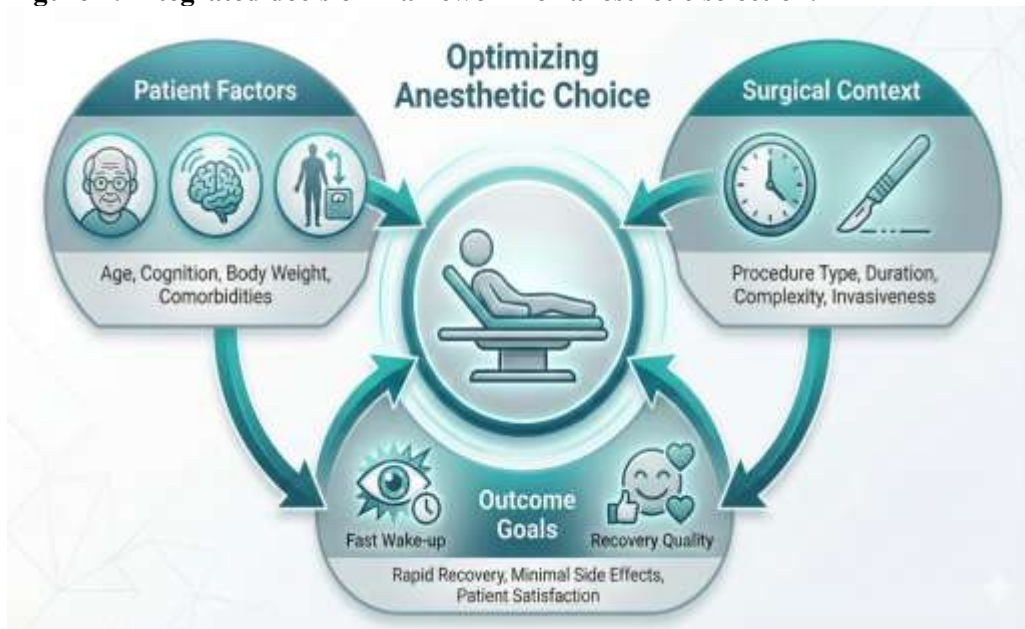 Optimizing
Anesthetic Choice
Patient Factors
Age, Cognition, Body Weight,
Comorbidities
Surgical Context
Procedure Type, Duration,
Complexity, Invasiveness
Outcome
Goals
Fast Wake-up
Recovery Quality
Rapid Recovery, Minimal Side Effects,
Patient Satisfaction